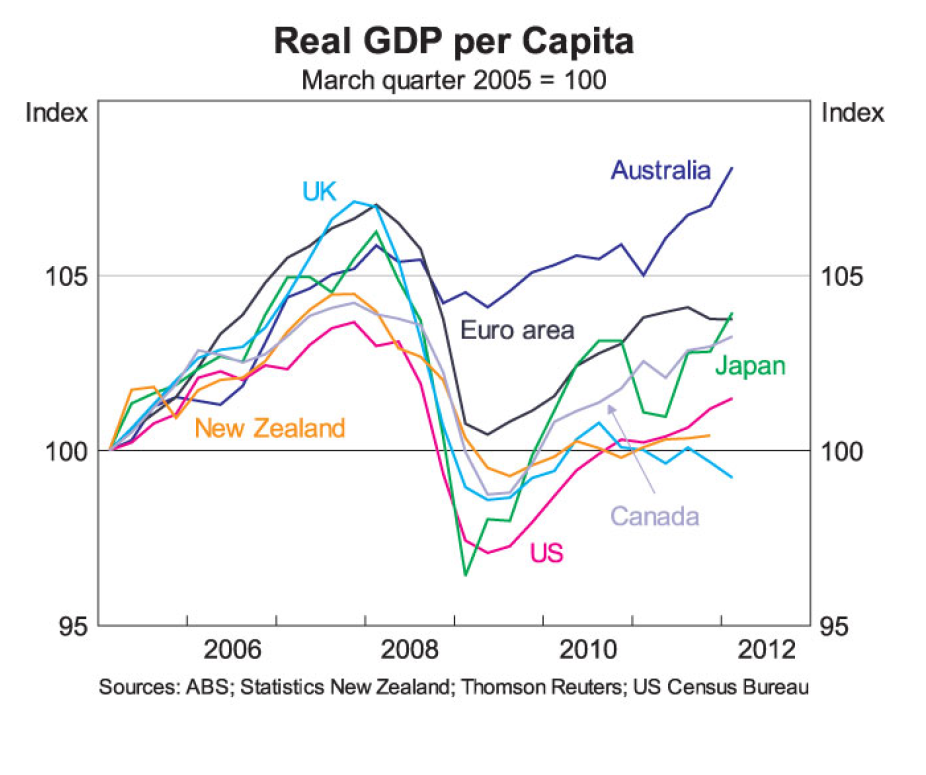 Real GDP per Capita
March quarter 2005 = 100
Index
Index
Australia
UK
105
105
Euro area
Japan
New Zealand
100
100
Canada
US
95
95
2006
2008
2010
2012
Sources: ABS; Statistics New Zealand; Thomson Reuters; US Census Bureau